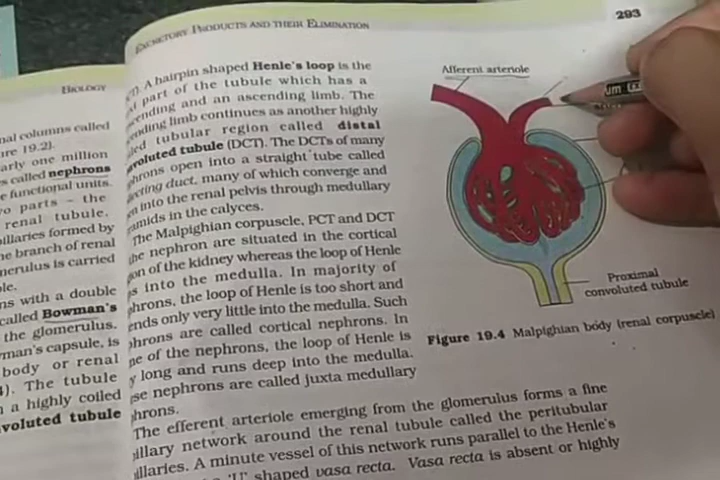 BIOLOGY
nal columns called
ure 19.2).
arly one million
s called nephrons
e functional units.
o parts – the
renal tubule.
illaries formed by
he branch of renal
merulus is carried
ole.
ns with a double
called Bowman's
the glomerulus.
wman's capsule, is
body or renal
4). The tubule
n a highly coiled
voluted tubule
EXCRETORY PRODUCTS AND THEIR ELIMINATION
293
CT). A hairpin shaped Henle's loop is the
part of the tubule which has a
cending and an ascending limb. The
ending limb continues as another highly
led tubular region called distal
voluted tubule (DCT). The DCTs of many
hrons open into a straight tube called
ecting duct, many of which converge and
n into the renal pelvis through medullary
amids in the calyces.
The Malpighian corpuscle, PCT and DCT
he nephron are situated in the cortical
on of the kidney whereas the loop of Henle
s into the medulla. In majority of
hrons, the loop of Henle is too short and
ends only very little into the medulla. Such
hrons are called cortical nephrons. In
ne of the nephrons, the loop of Henle is
y long and runs deep into the medulla.
se nephrons are called juxta medullary
hrons.
Afferent arteriole
um
Proximal
convoluted tubule
Figure 19.4 Malpighian body (renal corpuscle)
The efferent arteriole emerging from the glomerulus forms a fine
illary network around the renal tubule called the peritubular
illaries. A minute vessel of this network runs parallel to the Henle's
'U' shaped vasa recta. Vasa recta is absent or highly